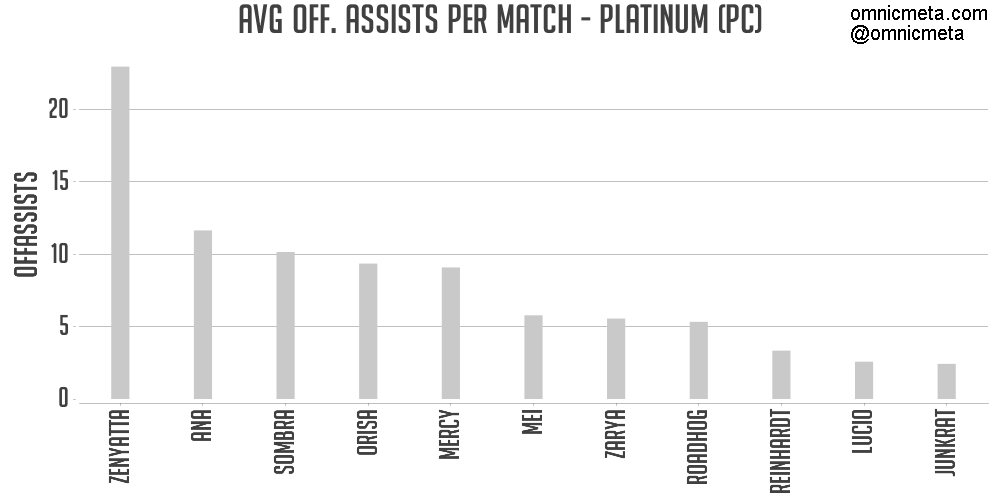 AVG OFF. ASSISTS PER MATCH - PLATINUM (PC)
omnicmeta.com
@omnicmeta
OFFASSISTS
20
15
10
5
0
ZENYATTA
ANA
SOMBRA
ORISA
MERCY
MEI
ZARYA
ROADHOG
REINHARDT
LUCIO
JUNKRAT